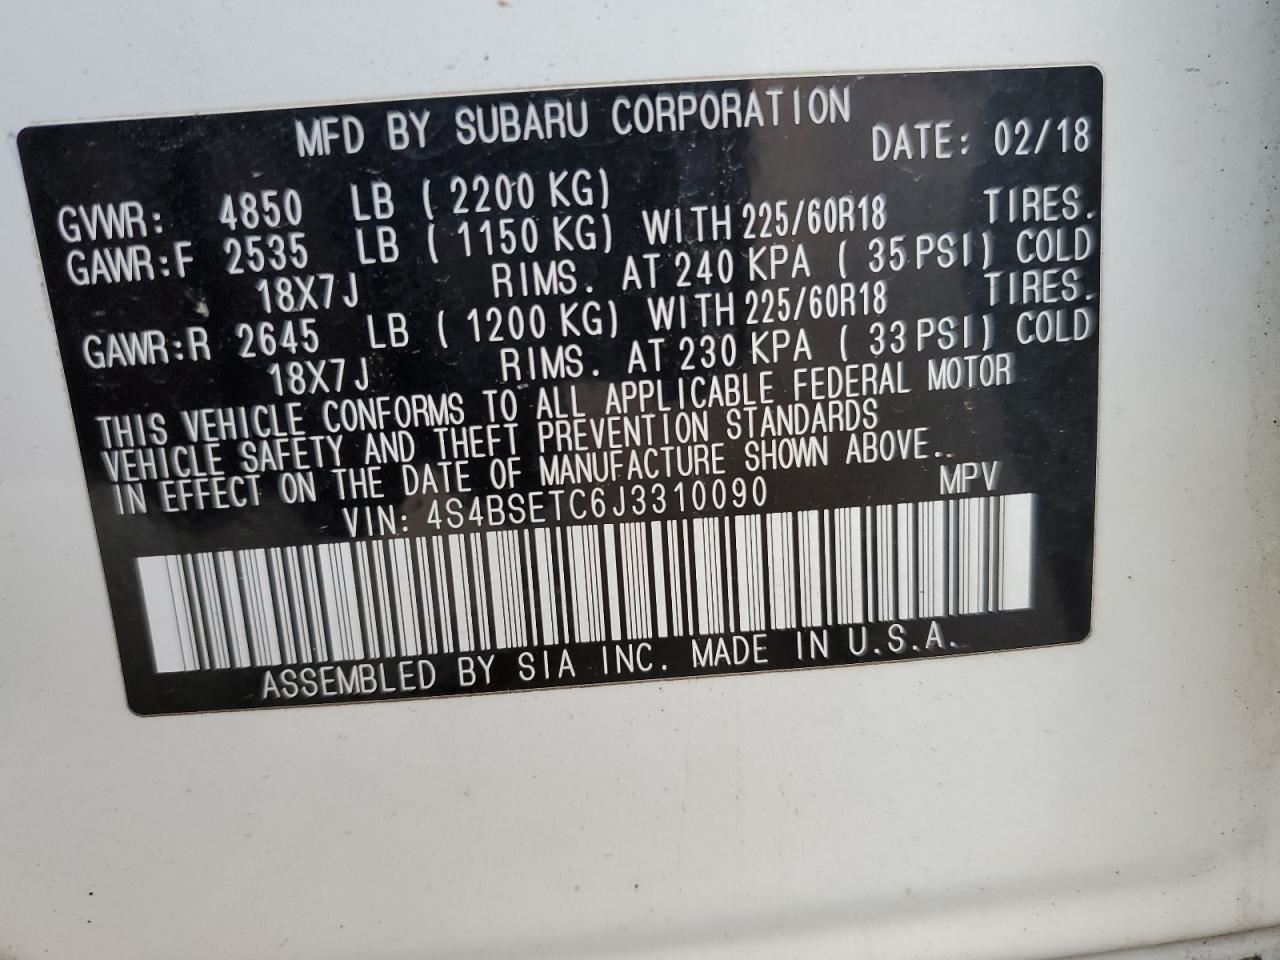 MFD BY SUBARU CORPORATION
DATE: 02/18
GVWR: 4850 LB ( 2200 KG)
GAWR:F 2535 LB ( 1150 KG) WITH 225/60R18 TIRES.
18X7J RIMS. AT 240 KPA ( 35 PSI) COLD
GAWR:R 2645 LB ( 1200 KG) WITH 225/60R18 TIRES.
18X7J RIMS. AT 230 KPA ( 33 PSI) COLD
THIS VEHICLE CONFORMS TO ALL APPLICABLE FEDERAL MOTOR
VEHICLE SAFETY AND THEFT PREVENTION STANDARDS
IN EFFECT ON THE DATE OF MANUFACTURE SHOWN ABOVE..
VIN: 4S4BSETC6J3310090 MPV
ASSEMBLED BY SIA INC. MADE IN U.S.A.